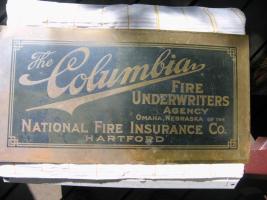 The Columbia
FIRE
UNDERWRITERS
AGENCY
OMAHA, NEBRASKA OF THE
NATIONAL FIRE INSURANCE CO.
HARTFORD